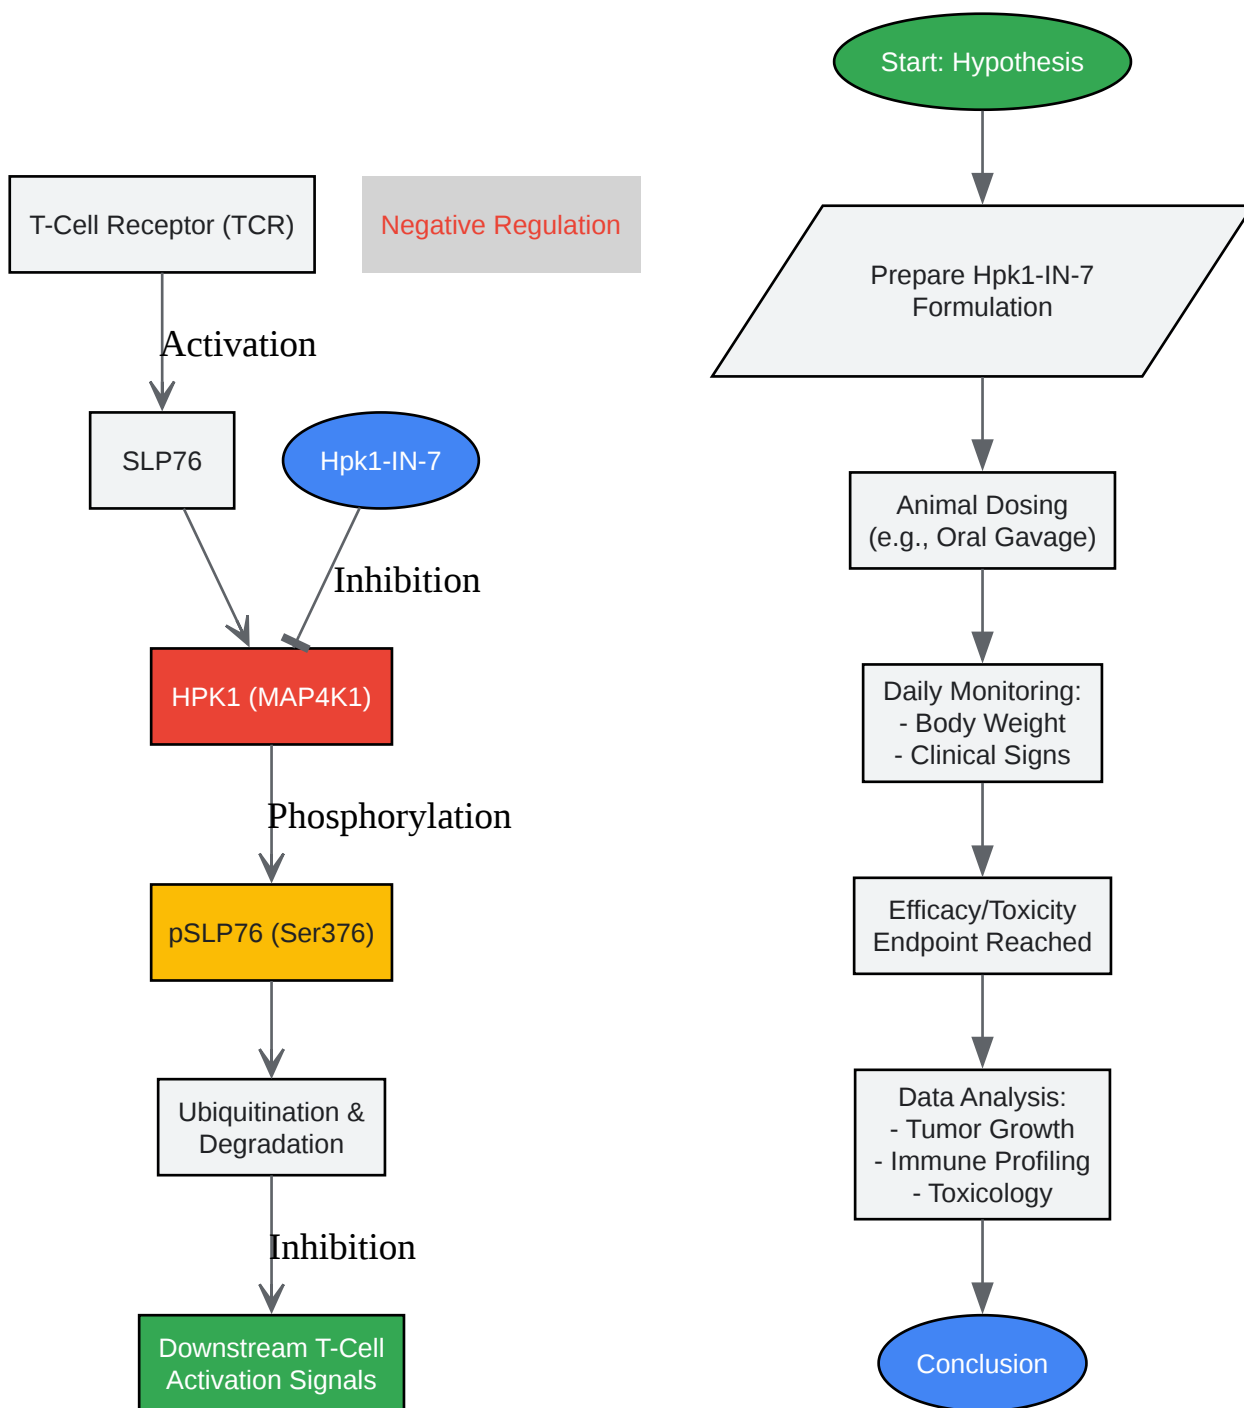 T-Cell Receptor (TCR)
Negative Regulation
Activation
SLP76
Hpk1-IN-7
Inhibition
HPK1 (MAP4K1)
Phosphorylation
pSLP76 (Ser376)
Ubiquitination &
Degradation
Inhibition
Downstream T-Cell
Activation Signals
Start: Hypothesis
Prepare Hpk1-IN-7
Formulation
Animal Dosing
(e.g., Oral Gavage)
Daily Monitoring:
- Body Weight
- Clinical Signs
Efficacy/Toxicity
Endpoint Reached
Data Analysis:
- Tumor Growth
- Immune Profiling
- Toxicology
Conclusion